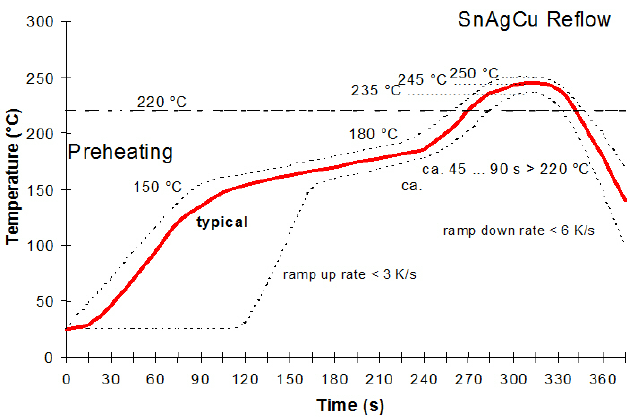 SnAgCu Reflow
300
250
200
150
100
50
0
Temperature (°C)
250 °C
245 °C
235 °C
220 °C
180 °C
Preheating
150 °C
ca. 45 ... 90 s > 220 °C
ca.
typical
ramp down rate < 6 K/s
ramp up rate < 3 K/s
0 30 60 90 120 150 180 210 240 270 300 330 360
Time (s)